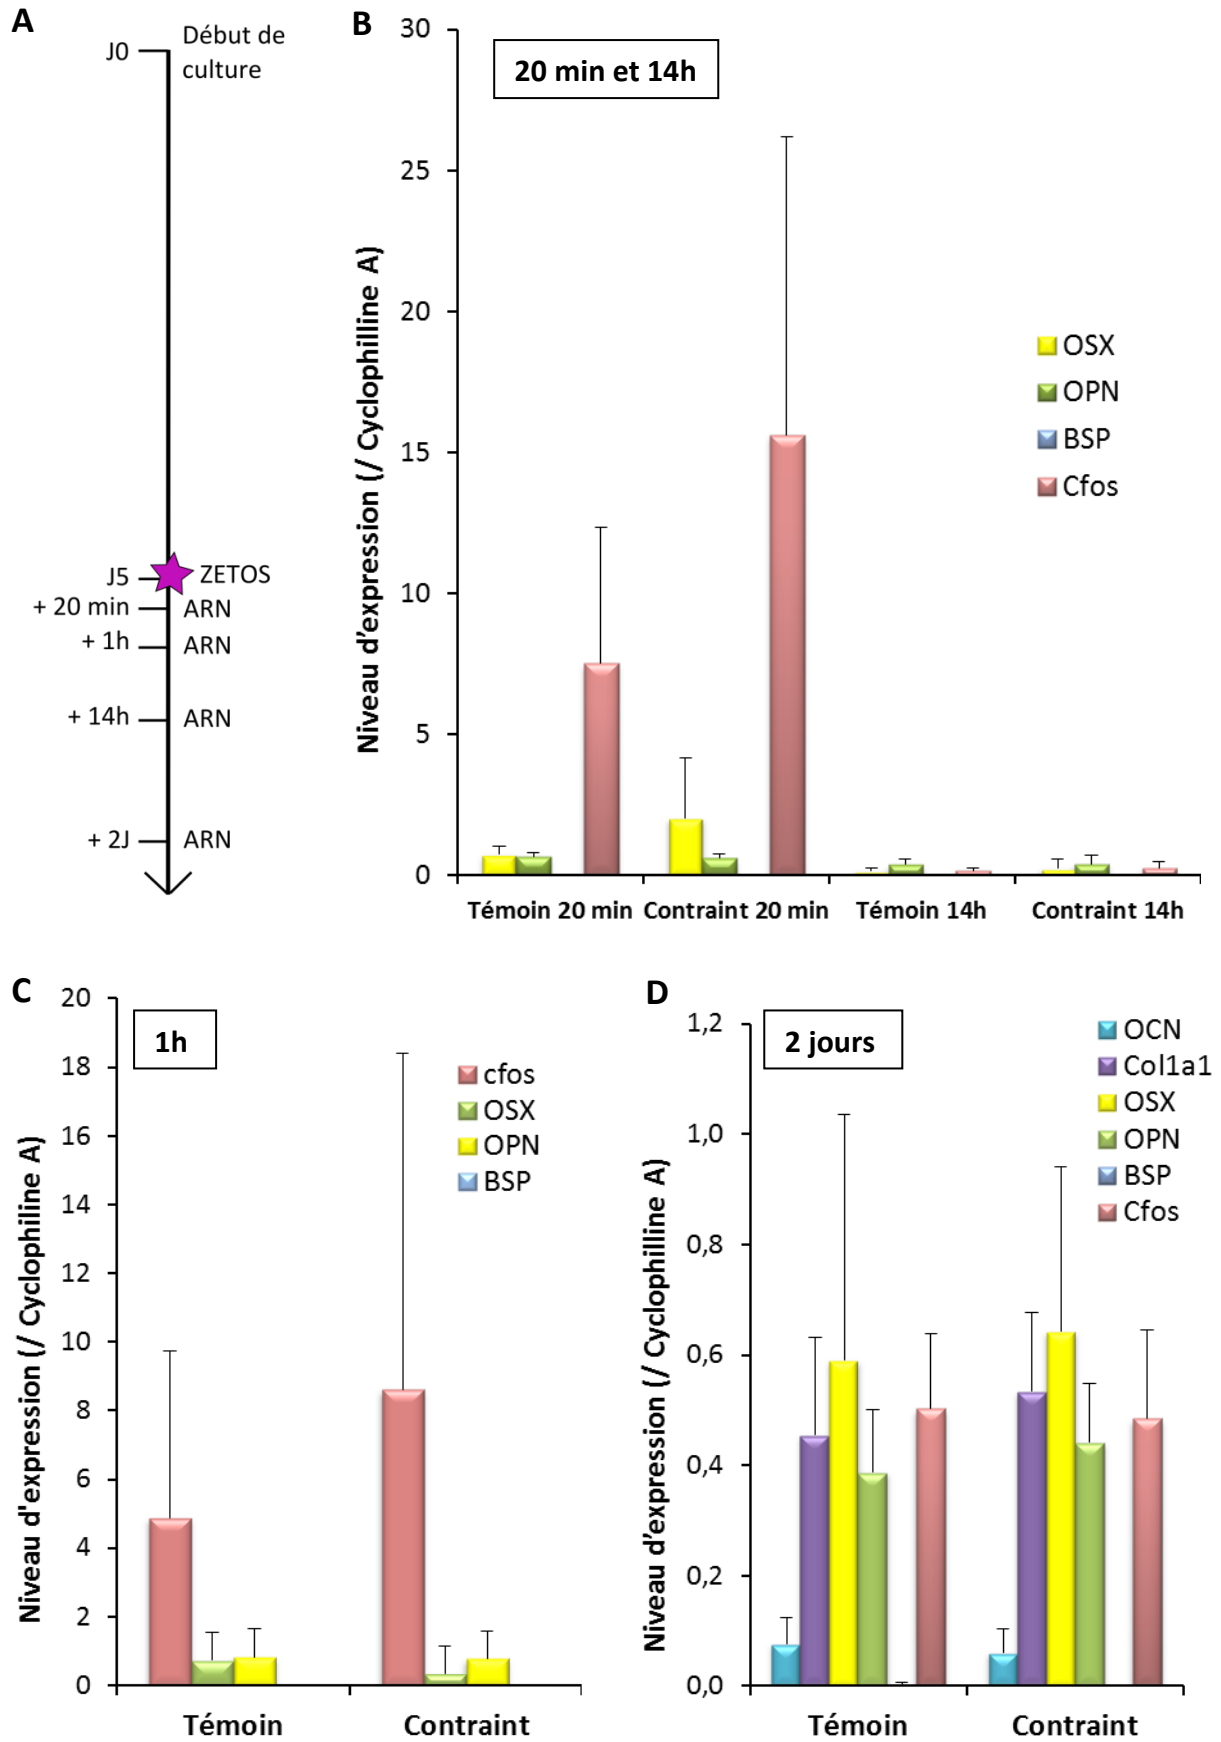 A
J0
Début de
culture
J5
ZETOS
+ 20 min
ARN
+ 1h
ARN
+ 14h
ARN
+ 2J
ARN
B
20 min et 14h
Niveau d'expression (/ Cyclophilline A)
30
25
20
15
10
5
0
OSX
OPN
BSP
Cfos
Témoin 20 min
Contraint 20 min
Témoin 14h
Contraint 14h
C
1h
Niveau d'expression (/ Cyclophiline A)
20
18
16
14
12
10
8
6
4
2
0
cfos
OSX
OPN
BSP
Témoin
Contraint
D
2 jours
Niveau d'expression (/ Cyclophilline A)
1,2
1,0
0,8
0,6
0,4
0,2
0,0
OCN
Col1a1
OSX
OPN
BSP
Cfos
Témoin
Contraint